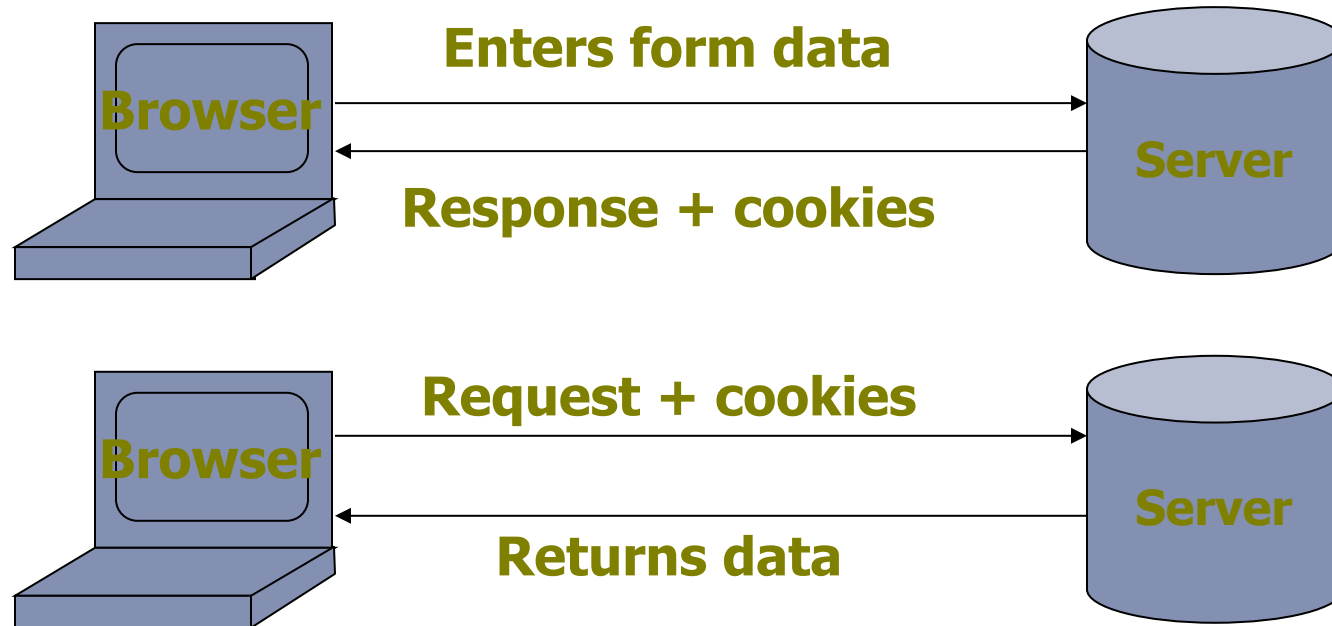 Enters form data
Browser
Server
Response + cookies
Request + cookies
Browser
Server
Returns data